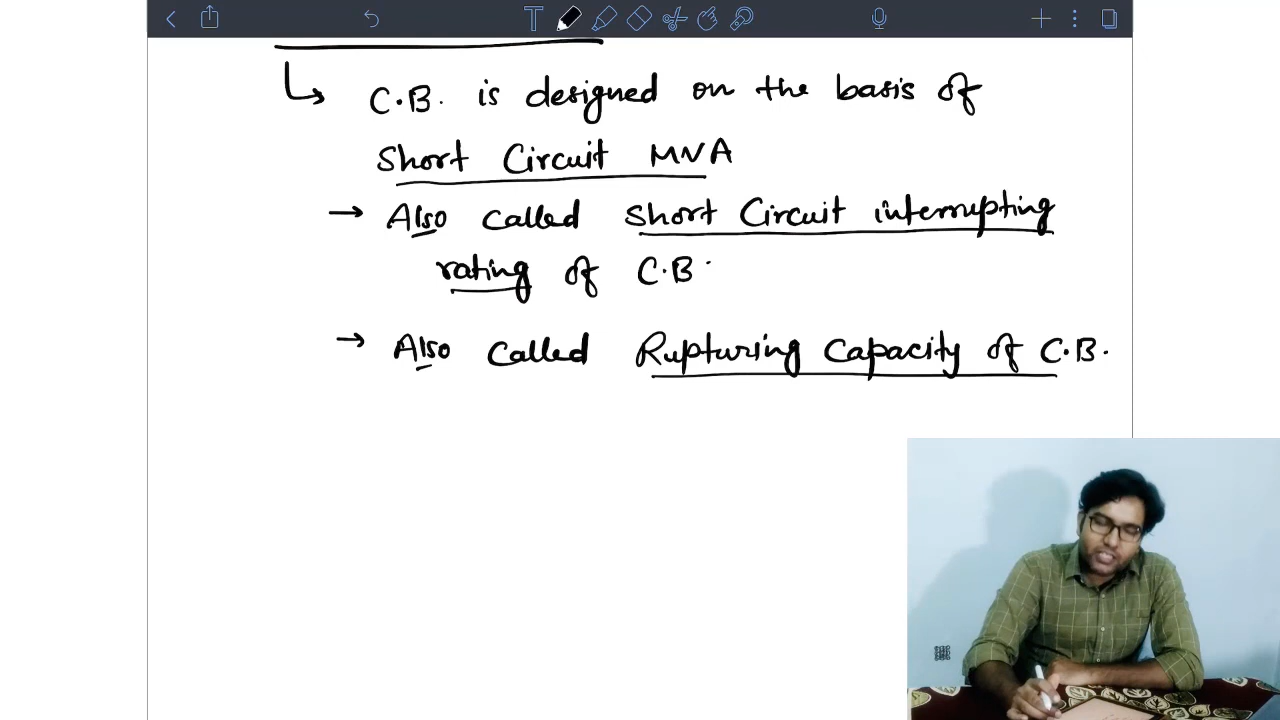 C.B. is designed on the basis of
Short Circuit MVA
→ Also called Short Circuit interrupting
rating of C.B.
→ Also called Rupturing Capacity of C.B.